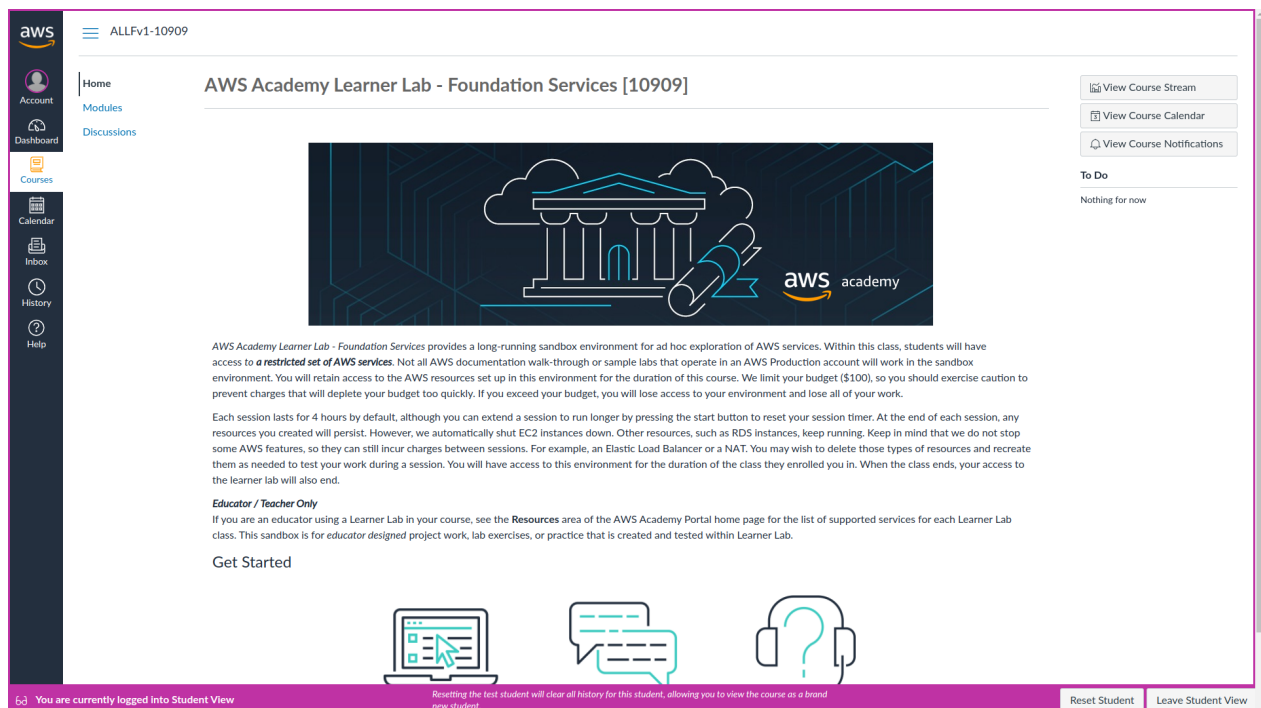 aws
ALLFv1-10909
Account
Dashboard
Courses
Calendar
Inbox
History
Help
Home
Modules
Discussions
AWS Academy Learner Lab - Foundation Services [10909]
aws academy
AWS Academy Learner Lab - Foundation Services provides a long-running sandbox environment for ad hoc exploration of AWS services. Within this class, students will have
access to a restricted set of AWS services. Not all AWS documentation walk-through or sample labs that operate in an AWS Production account will work in the sandbox
environment. You will retain access to the AWS resources set up in this environment for the duration of this course. We limit your budget ($100), so you should exercise caution to
prevent charges that will deplete your budget too quickly. If you exceed your budget, you will lose access to your environment and lose all of your work.
Each session lasts for 4 hours by default, although you can extend a session to run longer by pressing the start button to reset your session timer. At the end of each session, any
resources you created will persist. However, we automatically shut EC2 instances down. Other resources, such as RDS instances, keep running. Keep in mind that we do not stop
some AWS features, so they can still incur charges between sessions. For example, an Elastic Load Balancer or a NAT. You may wish to delete those types of resources and recreate
them as needed to test your work during a session. You will have access to this environment for the duration of the class they enrolled you in. When the class ends, your access to
the learner lab will also end.
Educator / Teacher Only
If you are an educator using a Learner Lab in your course, see the Resources area of the AWS Academy Portal home page for the list of supported services for each Learner Lab
class. This sandbox is for educator designed project work, lab exercises, or practice that is created and tested within Learner Lab.
Get Started
View Course Stream
View Course Calendar
View Course Notifications
To Do
Nothing for now
You are currently logged into Student View
Resetting the test student will clear all history for this student, allowing you to view the course as a brand
new student.
Reset Student
Leave Student View